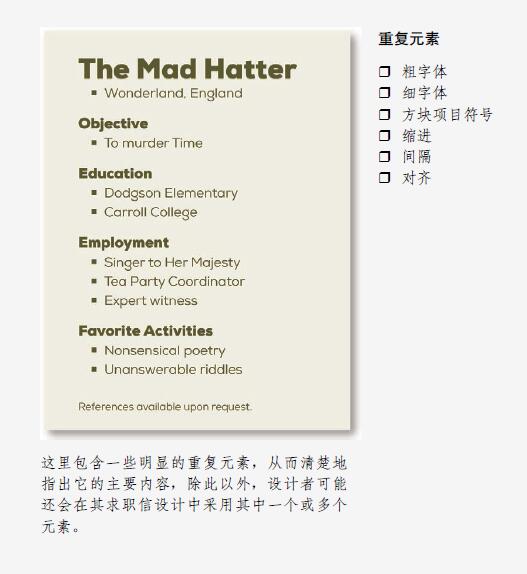 The Mad Hatter
▪ Wonderland, England
Objective
▪ To murder Time
Education
▪ Dodgson Elementary
▪ Carroll College
Employment
▪ Singer to Her Majesty
▪ Tea Party Coordinator
▪ Expert witness
Favorite Activities
▪ Nonsensical poetry
▪ Unanswerable riddles
References available upon request.
重复元素
❐ 粗字体
❐ 细字体
❐ 方块项目符号
❐ 缩进
❐ 间隔
❐ 对齐
这里包含一些明显的重复元素，从而清楚地
指出它的主要内容，除此以外，设计者可能
还会在其求职信设计中采用其中一个或多个
元素。